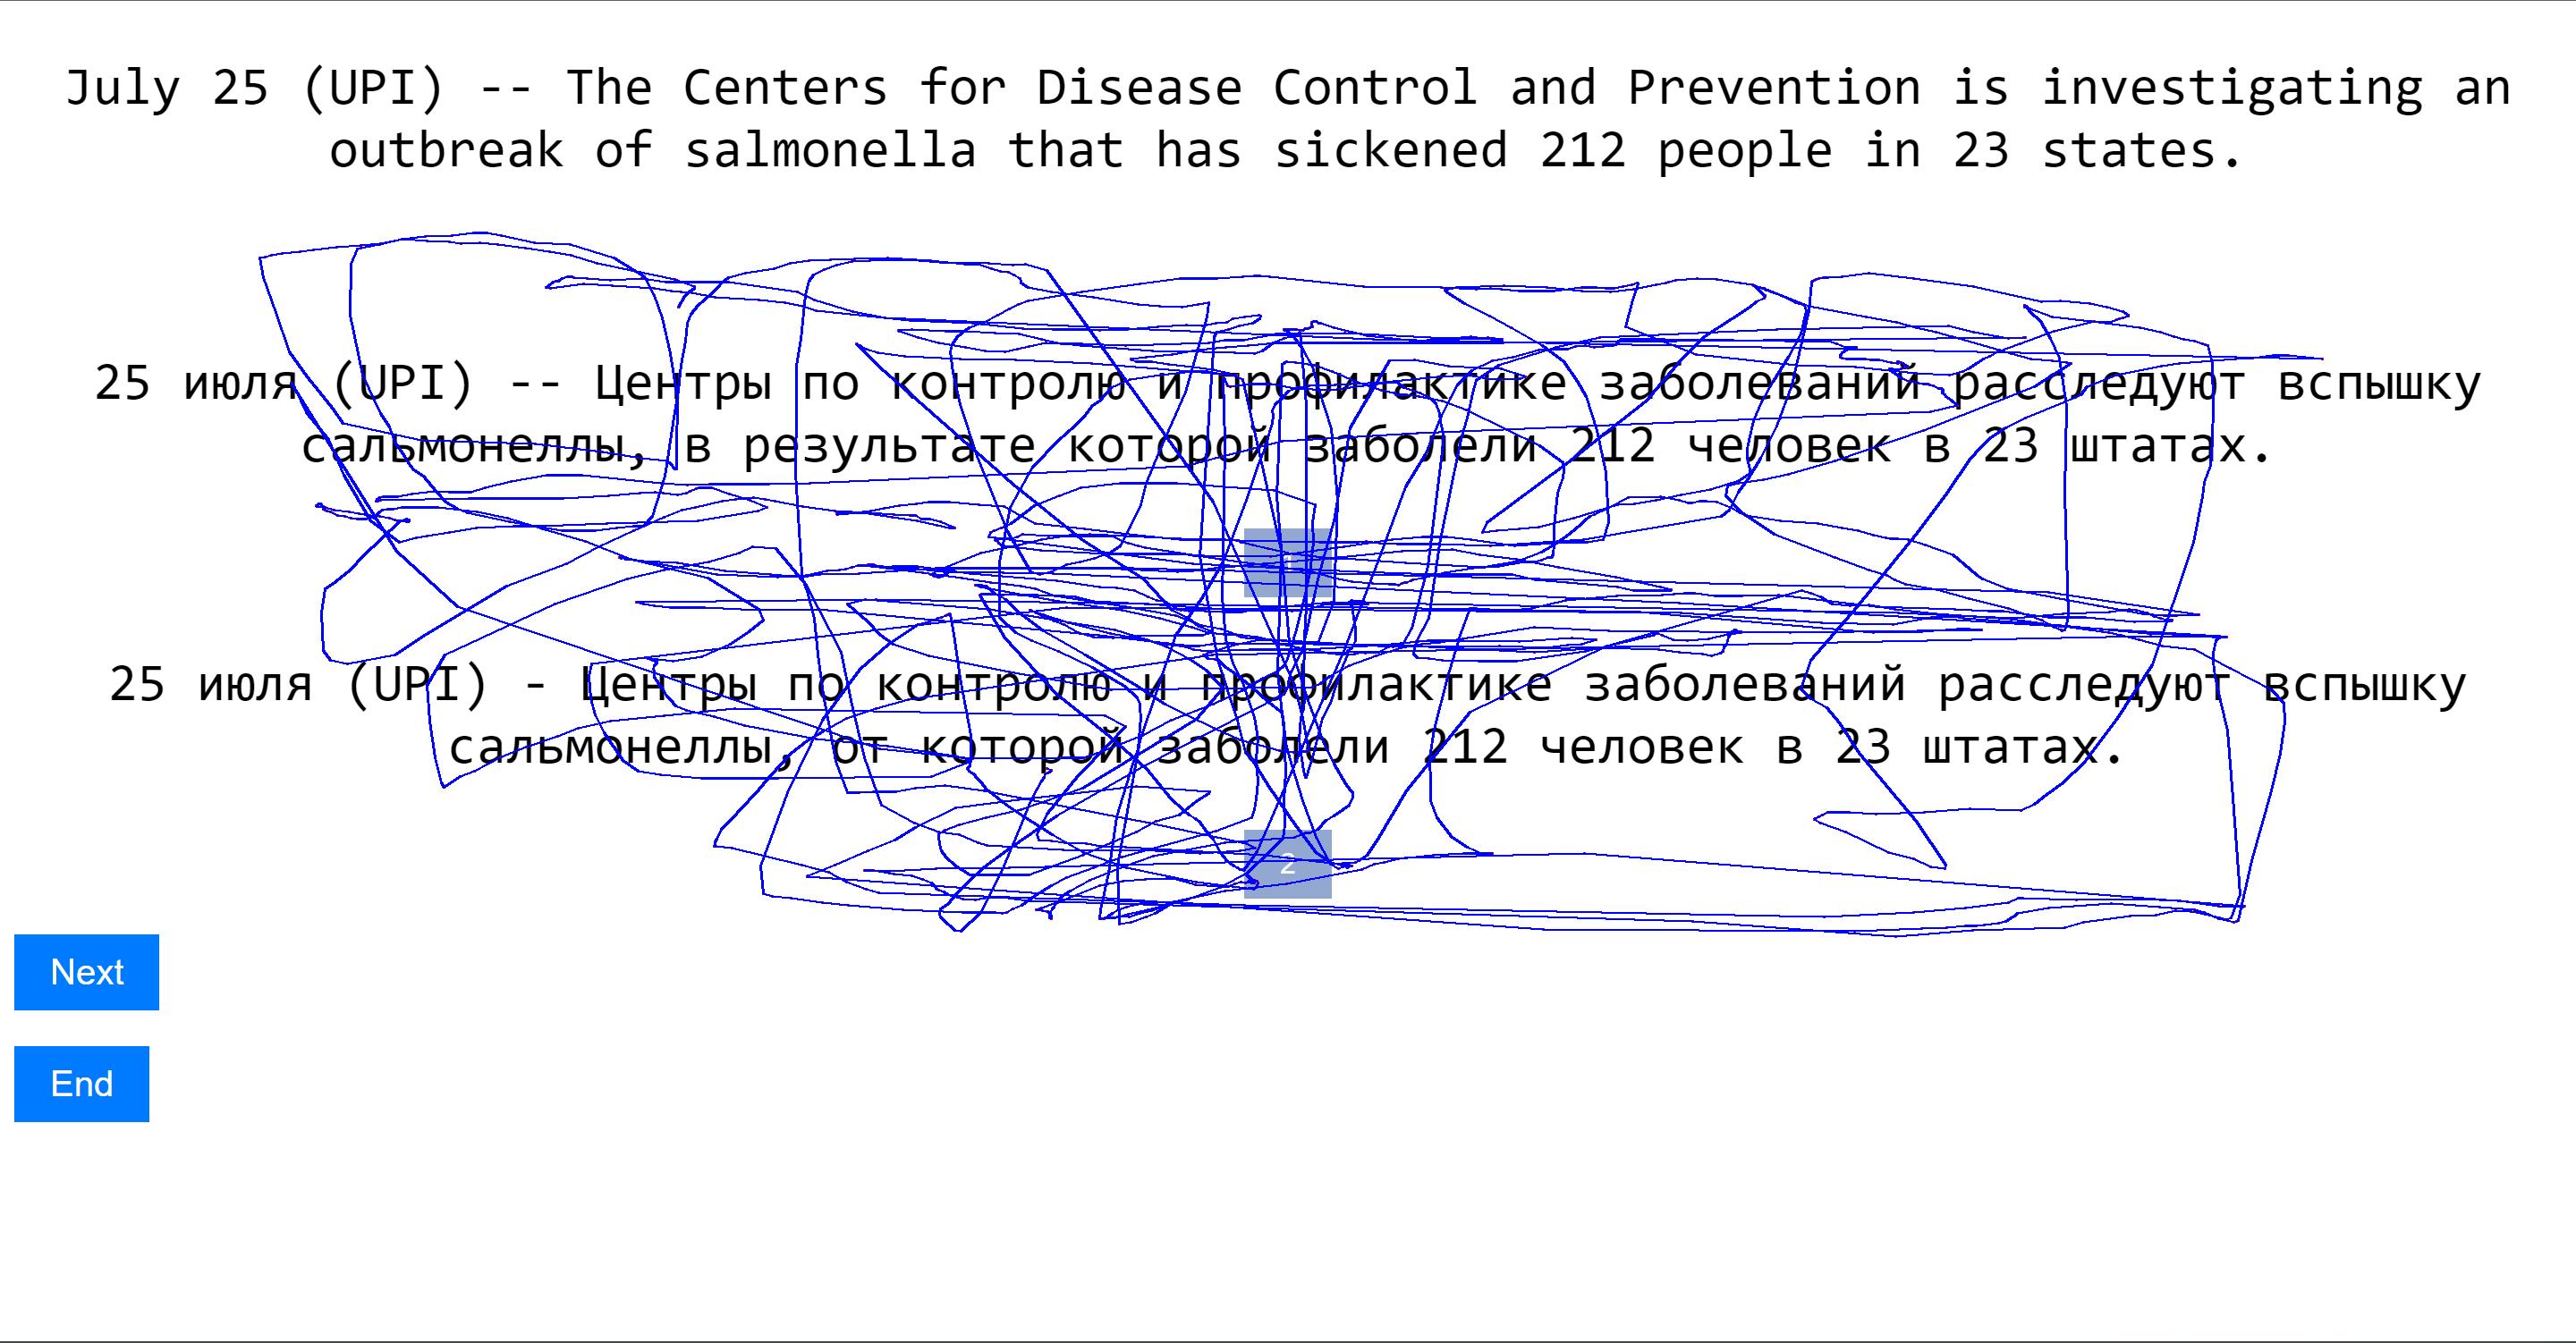 July 25 (UPI) -- The Centers for Disease Control and Prevention is investigating an
outbreak of salmonella that has sickened 212 people in 23 states.
25 июля (UPI) -- Центры по контролю и профилактике заболеваний расследуют вспышку
сальмонеллы, в результате которой заболели 212 человек в 23 штатах.
1
25 июля (UPI) - Центры по контролю и профилактике заболеваний расследуют вспышку
сальмонеллы, от которой заболели 212 человек в 23 штатах.
2
Next
End